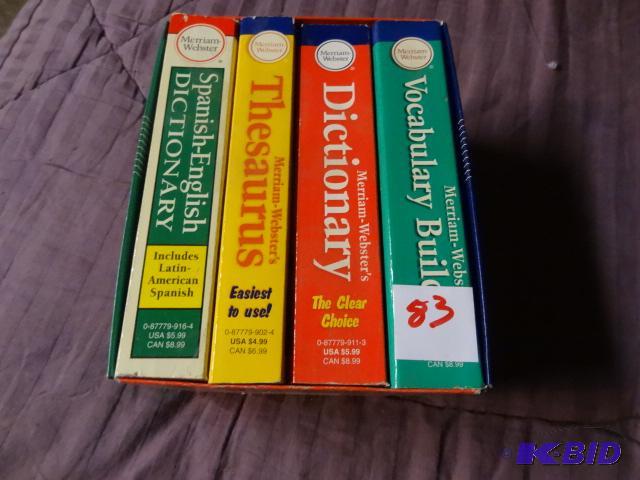 Merriam-
Webster
®
Spanish-English
DICTIONARY
Includes
Latin-
American
Spanish
0-87779-916-4
USA $5.99
CAN $8.99
Merriam-
Webster
®
Merriam-Webster's
Thesaurus
Easiest
to use!
0-87779-902-4
USA $4.99
CAN $6.99
Merriam-
Webster
®
Merriam-Webster's
Dictionary
The Clear
Choice
0-87779-911-3
USA $5.99
CAN $8.99
Merriam-
Webster
®
Merriam-Webs
Vocabulary Buil
83
CAN $8.99
K-BID